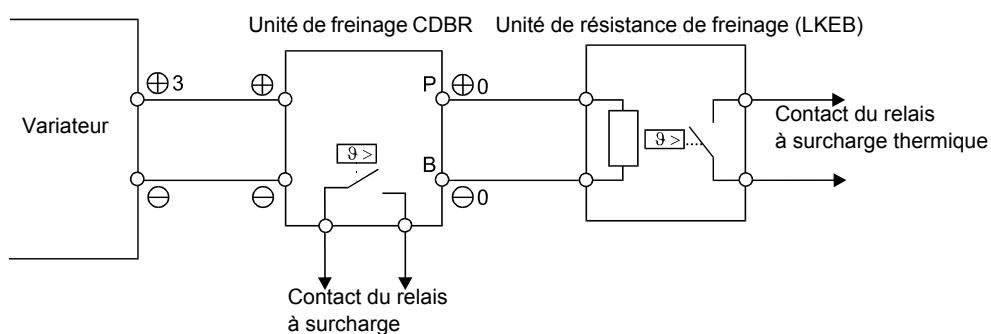 Unité de freinage CDBR
Unité de résistance de freinage (LKEB)
Variateur
⊕3
⊕
P
⊕0
ϑ >
ϑ >
B
⊖
⊖
⊖0
Contact du relais
à surcharge thermique
Contact du relais
à surcharge